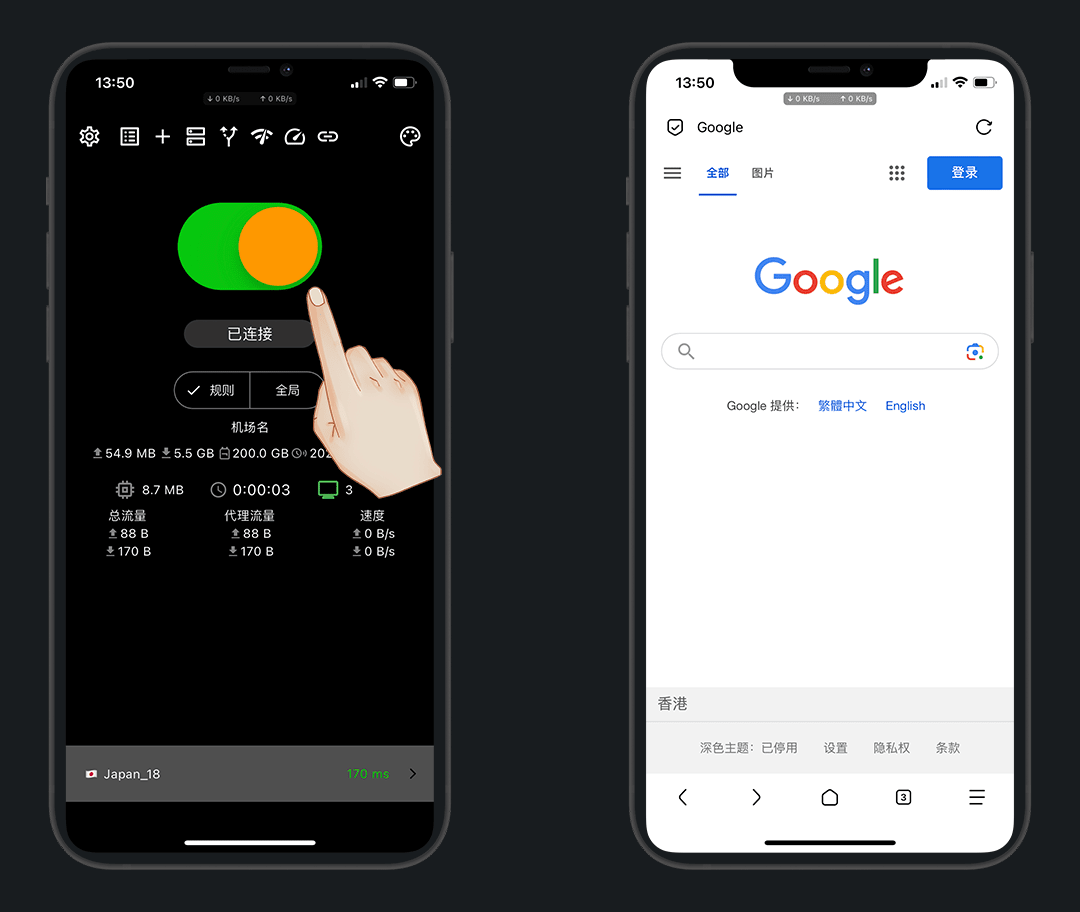 13:50
↓ 0 KB/s ↑ 0 KB/s
已连接
规则 全局
机场名
54.9 MB 5.5 GB 200.0 GB 202
8.7 MB 0:00:03 3
总流量 代理流量 速度
88 B 88 B 0 B/s
170 B 170 B 0 B/s
Japan_18 170 ms
13:50
↓ 0 KB/s ↑ 0 KB/s
Google
全部 图片 登录
Google
Google 提供： 繁體中文 English
香港
深色主题：已停用 设置 隐私权 条款
3